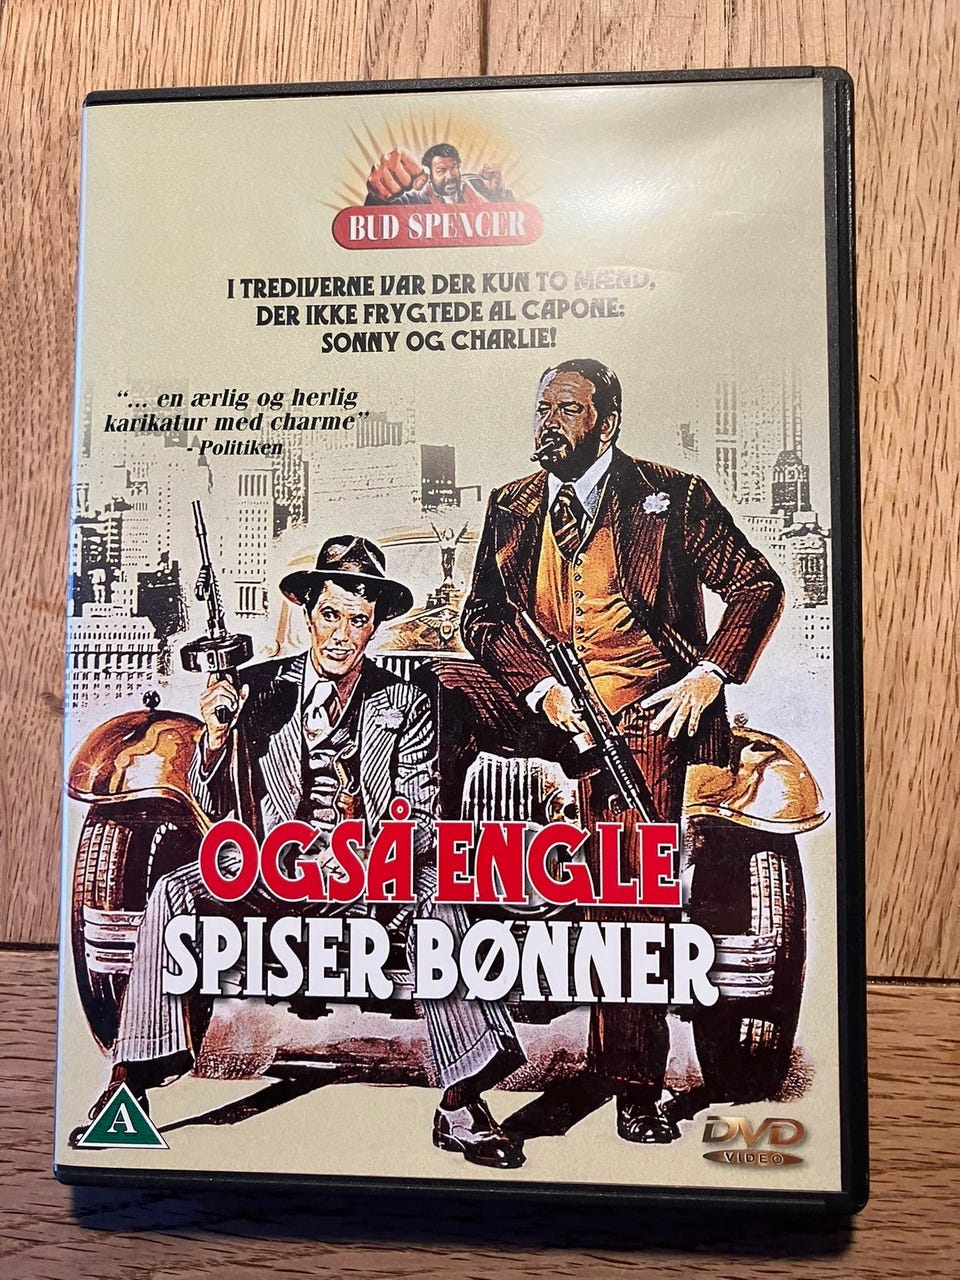 BUD SPENCER
I TREDIVERNE VAR DER KUN TO MÆND,
DER IKKE FRYGTEDE AL CAPONE:
SONNY OG CHARLIE!
“... en ærlig og herlig
karikatur med charme”
- Politiken
OGSÅ ENGLE
SPISER BØNNER
A
DVD
VIDEO